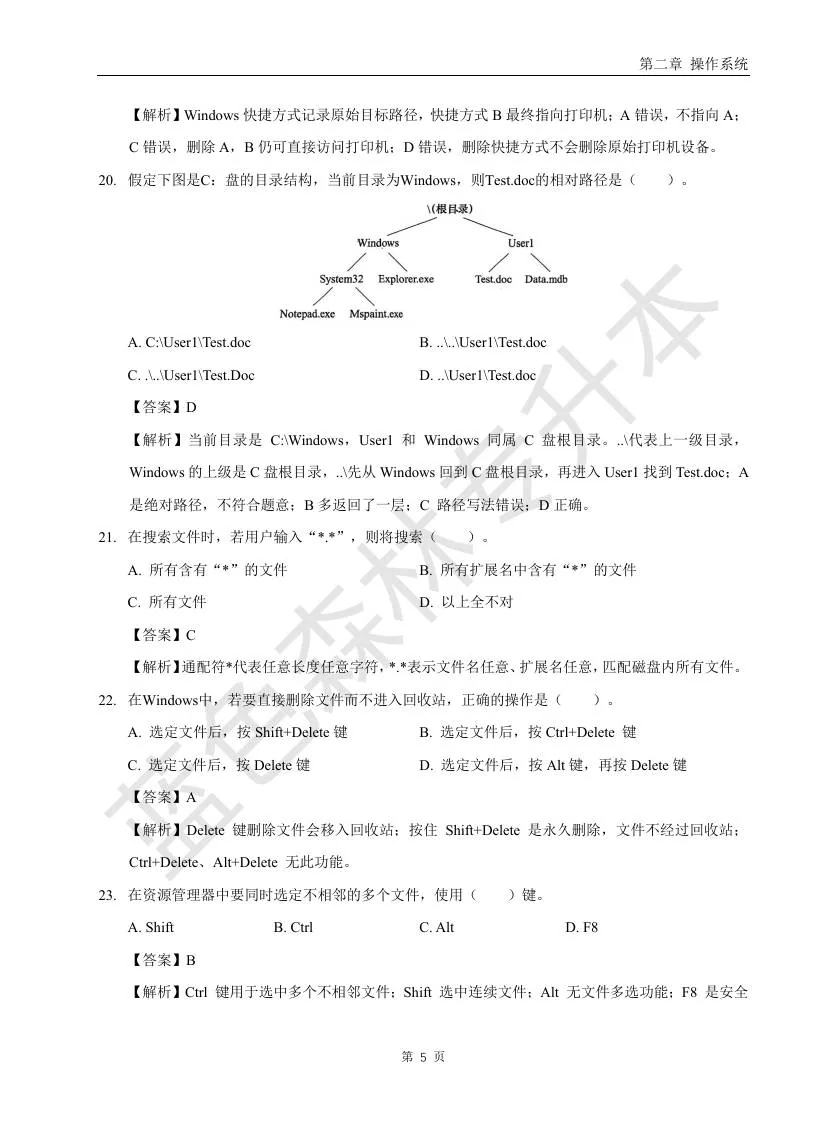 第二章 操作系统
【解析】Windows 快捷方式记录原始目标路径，快捷方式 B 最终指向打印机；A 错误，不指向 A；
C 错误，删除 A，B 仍可直接访问打印机；D 错误，删除快捷方式不会删除原始打印机设备。
20. 假定下图是C：盘的目录结构，当前目录为Windows，则Test.doc的相对路径是（　　）。
\(根目录)
Windows User1
System32 Explorer.exe Test.doc Data.mdb
Notepad.exe Mspaint.exe
A. C:\User1\Test.doc B. ..\..\User1\Test.doc
C. .\..\User1\Test.Doc D. ..\User1\Test.doc
【答案】D
【解析】当前目录是 C:\Windows，User1 和 Windows 同属 C 盘根目录。..\代表上一级目录，
Windows 的上级是 C 盘根目录，..\先从 Windows 回到 C 盘根目录，再进入 User1 找到 Test.doc；A
是绝对路径，不符合题意；B 多返回了一层；C 路径写法错误；D 正确。
21. 在搜索文件时，若用户输入“*.*”，则将搜索（　　）。
A. 所有含有“*”的文件 B. 所有扩展名中含有“*”的文件
C. 所有文件 D. 以上全不对
【答案】C
【解析】通配符*代表任意长度任意字符，*.*表示文件名任意、扩展名任意，匹配磁盘内所有文件。
22. 在Windows中，若要直接删除文件而不进入回收站，正确的操作是（　　）。
A. 选定文件后，按 Shift+Delete 键 B. 选定文件后，按 Ctrl+Delete 键
C. 选定文件后，按 Delete 键 D. 选定文件后，按 Alt 键，再按 Delete 键
【答案】A
【解析】Delete 键删除文件会移入回收站；按住 Shift+Delete 是永久删除，文件不经过回收站；
Ctrl+Delete、Alt+Delete 无此功能。
23. 在资源管理器中要同时选定不相邻的多个文件，使用（　　）键。
A. Shift B. Ctrl C. Alt D. F8
【答案】B
【解析】Ctrl 键用于选中多个不相邻文件；Shift 选中连续文件；Alt 无文件多选功能；F8 是安全
第 5 页
蓝色森林专升本